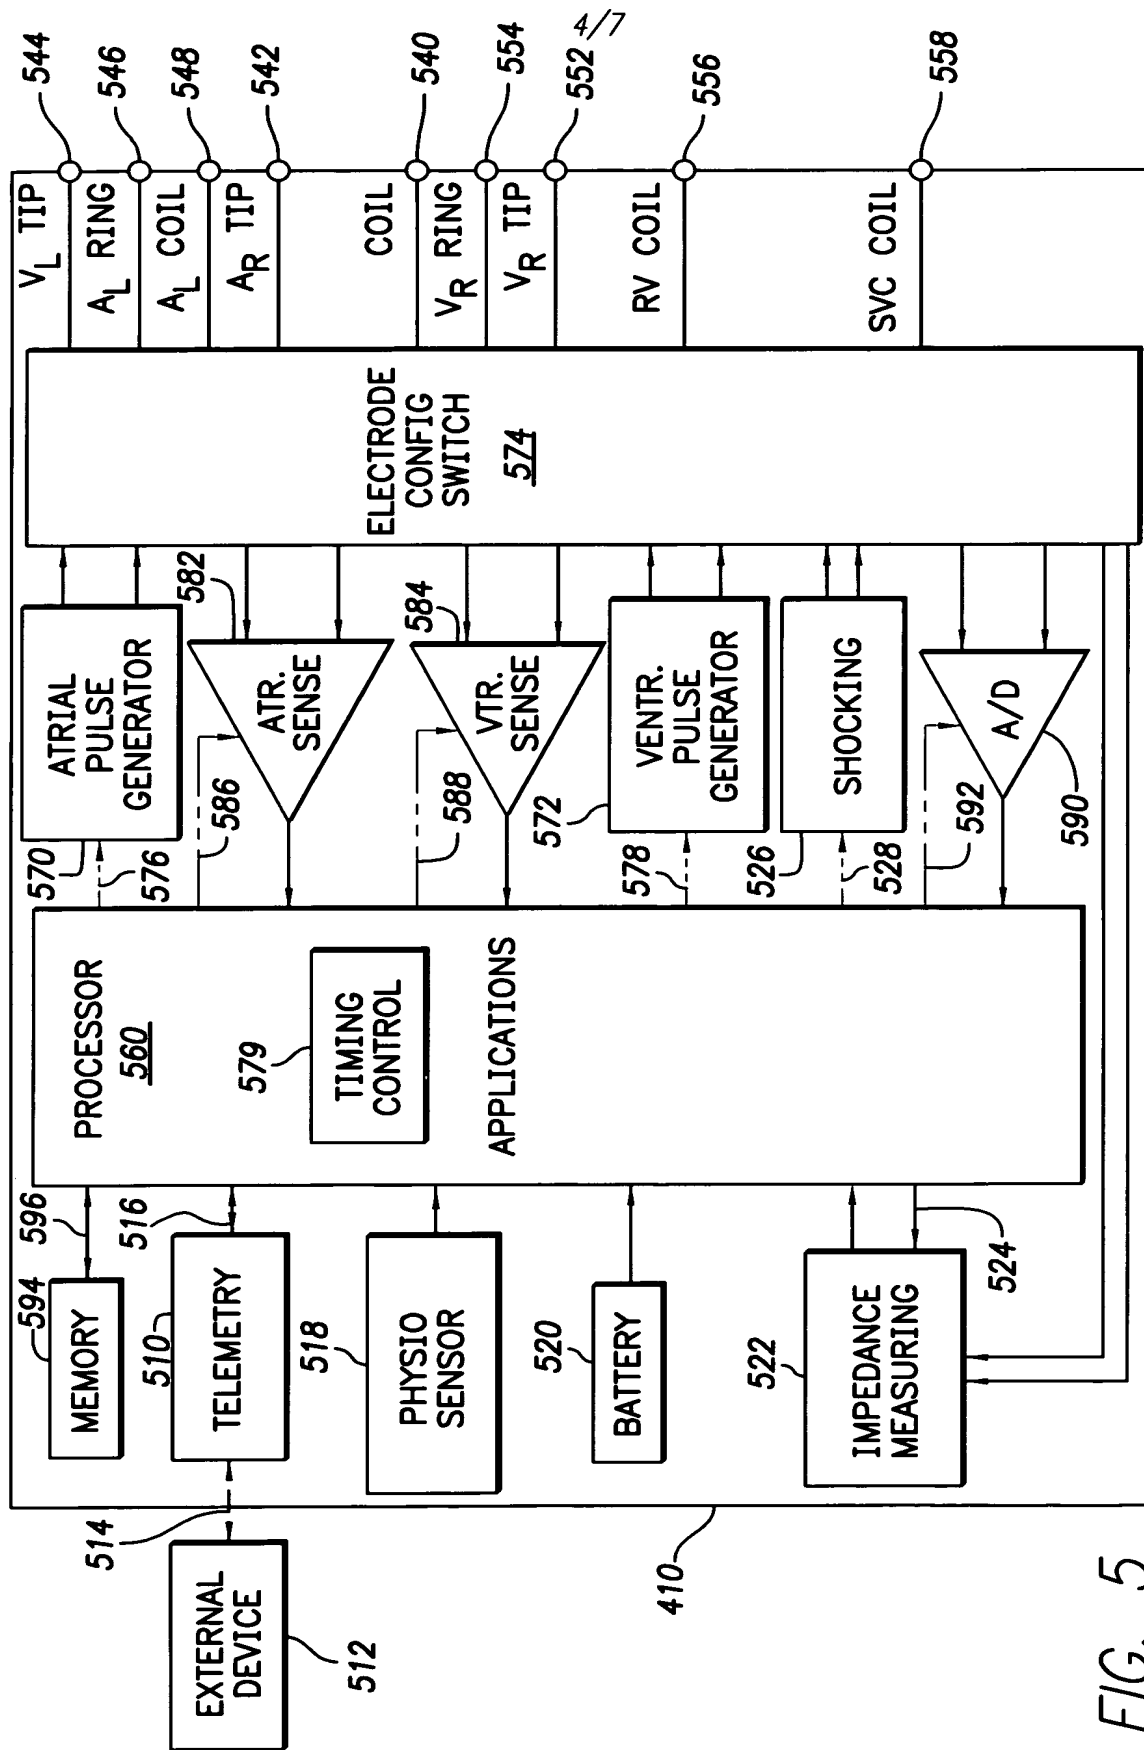 4/7
V_L TIP
544
A_L RING
546
A_L COIL
548
A_R TIP
542
COIL
540
V_R RING
554
V_R TIP
552
RV COIL
556
SVC COIL
558
ELECTRODE
CONFIG
SWITCH
574
ATRIAL
PULSE
GENERATOR
570
576
582
ATR.
SENSE
586
584
VTR.
SENSE
588
VENTR.
PULSE
GENERATOR
572
578
SHOCKING
526
528
A/D
592
590
PROCESSOR
560
579
TIMING
CONTROL
APPLICATIONS
596
594
MEMORY
516
510
TELEMETRY
514
EXTERNAL
DEVICE
512
518
PHYSIO
SENSOR
520
BATTERY
522
IMPEDANCE
MEASURING
524
410
FIG. 5